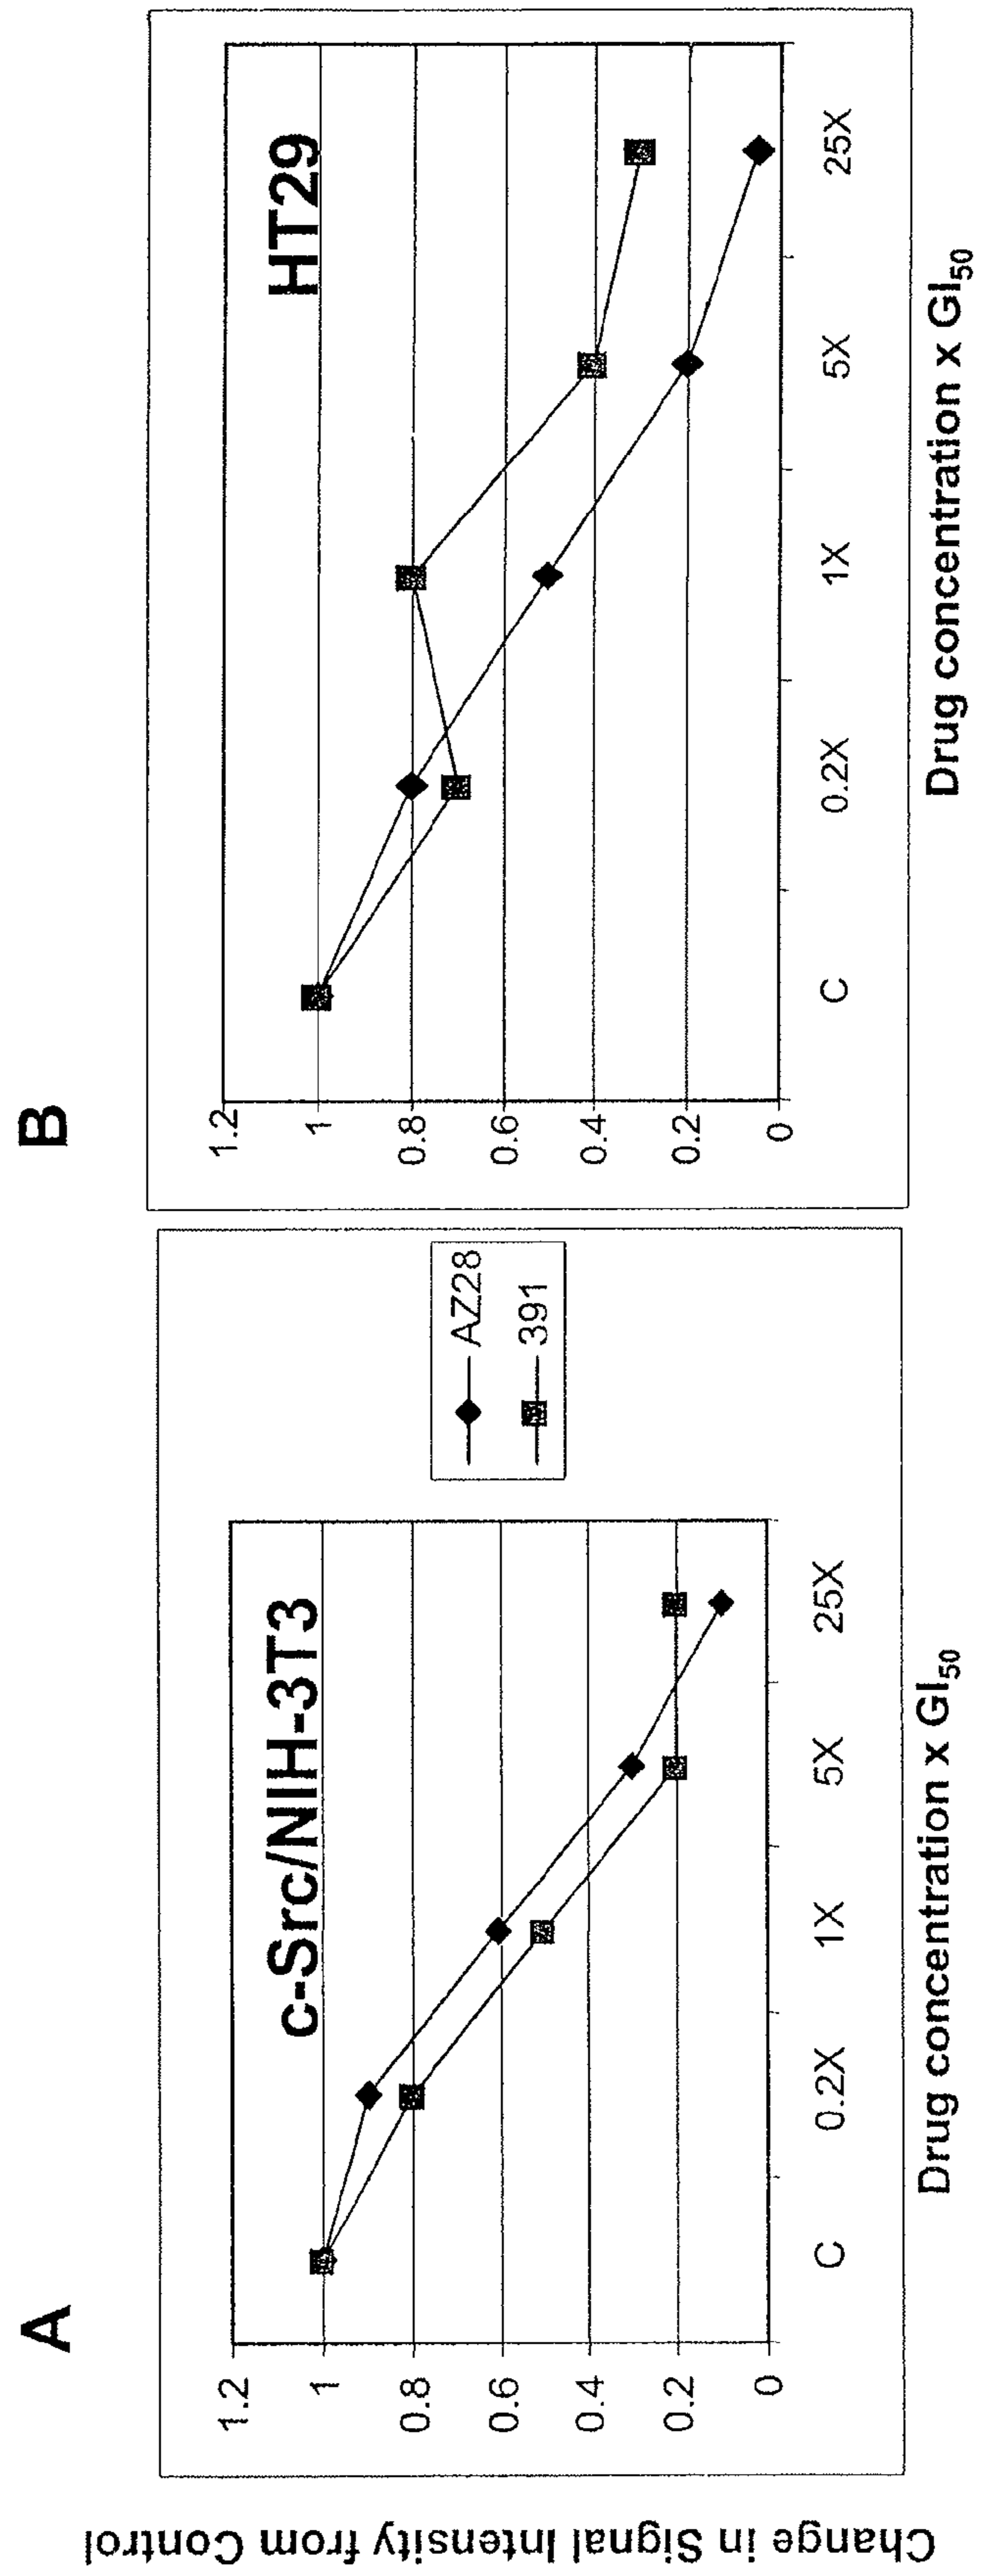 A
c-Src/NIH-3T3
1.2
1
0.8
0.6
0.4
0.2
0
C
0.2X
1X
5X
25X
Drug concentration x GI50
AZ28
391
B
HT29
1.2
1
0.8
0.6
0.4
0.2
0
C
0.2X
1X
5X
25X
Drug concentration x GI50
Change in Signal Intensity from Control